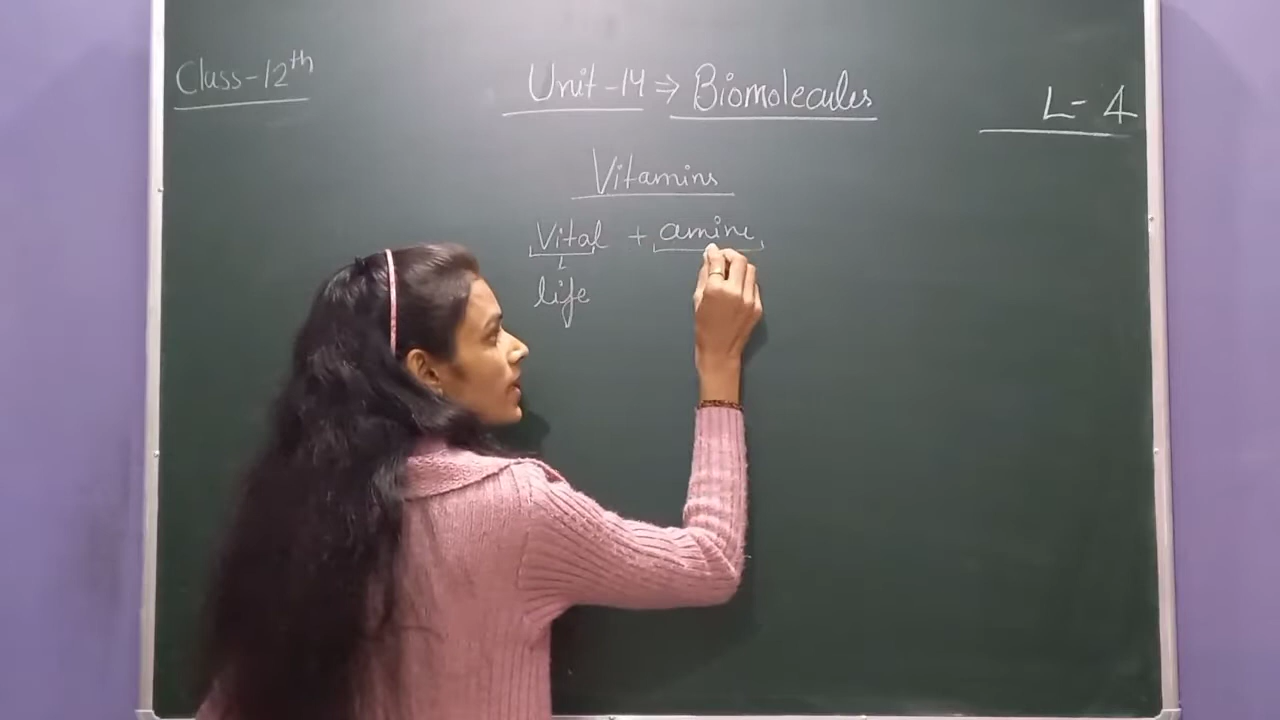 Class-12th
Unit-14 ⇒ Biomolecules
L-4
Vitamins
Vital + amine
life